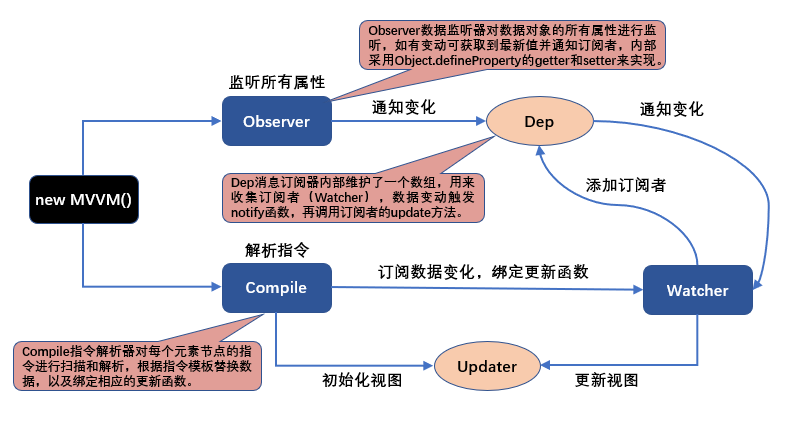 Observer数据监听器对数据对象的所有属性进行监
听，如有变动可获取到最新值并通知订阅者，内部
采用Object.defineProperty的getter和setter来实现。
监听所有属性
Observer
通知变化
Dep
通知变化
Dep消息订阅器内部维护了一个数组，用来
收集订阅者（Watcher），数据变动触发
notify函数，再调用订阅者的update方法。
添加订阅者
new MVVM()
解析指令
Compile
订阅数据变化，绑定更新函数
Watcher
Compile指令解析器对每个元素节点的指
令进行扫描和解析，根据指令模板替换数
据，以及绑定相应的更新函数。
初始化视图
Updater
更新视图